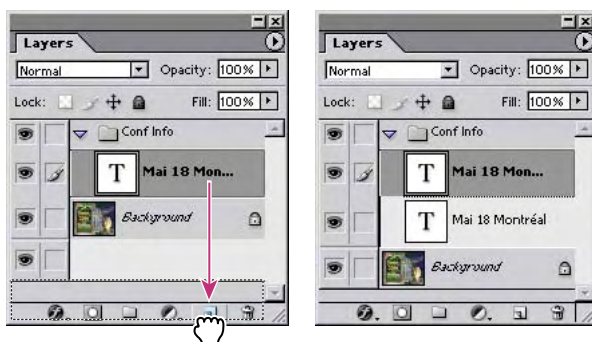 Layers
Normal Opacity: 100%
Lock: Fill: 100%
Conf Info
T Mai 18 Mon...
Background
Layers
Normal Opacity: 100%
Lock: Fill: 100%
Conf Info
T Mai 18 Mon...
T Mai 18 Montréal
Background